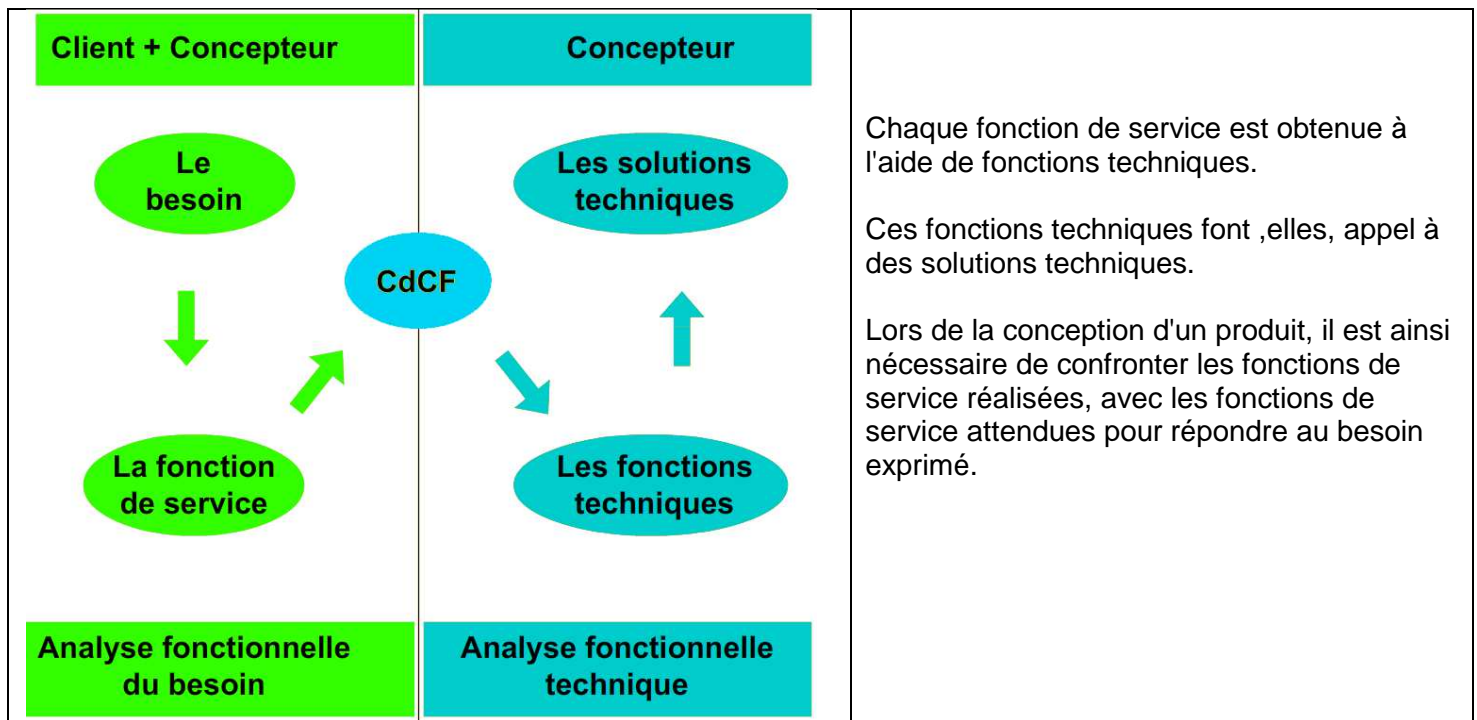 Client + Concepteur
Concepteur
Le
besoin
Les solutions
techniques
CdCF
La fonction
de service
Les fonctions
techniques
Analyse fonctionnelle
du besoin
Analyse fonctionnelle
technique
Chaque fonction de service est obtenue à
l'aide de fonctions techniques.
Ces fonctions techniques font ,elles, appel à
des solutions techniques.
Lors de la conception d'un produit, il est ainsi
nécessaire de confronter les fonctions de
service réalisées, avec les fonctions de
service attendues pour répondre au besoin
exprimé.